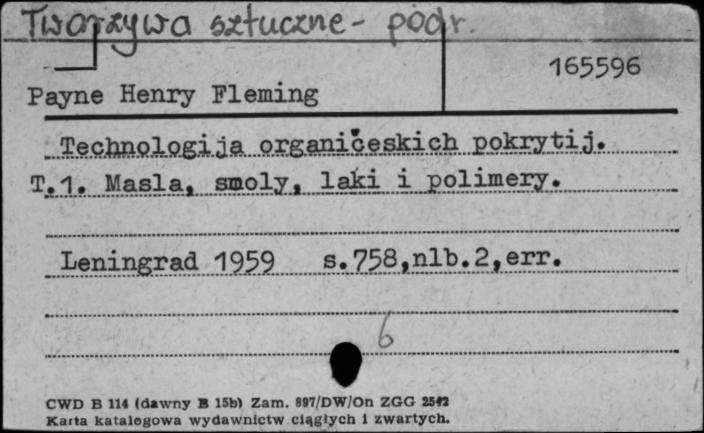 Tworzywa sztuczne - podr.
165596
Payne Henry Fleming
Technologija organičeskich pokrytij.
T.1. Masla, smoly, laki i polimery.
Leningrad 1959 s.758,nlb.2,err.
6
CWD B 114 (dawny B 15b) Zam. 897/DW/On ZGG 2542
Karta katalogowa wydawnictw ciągłych i zwartych.